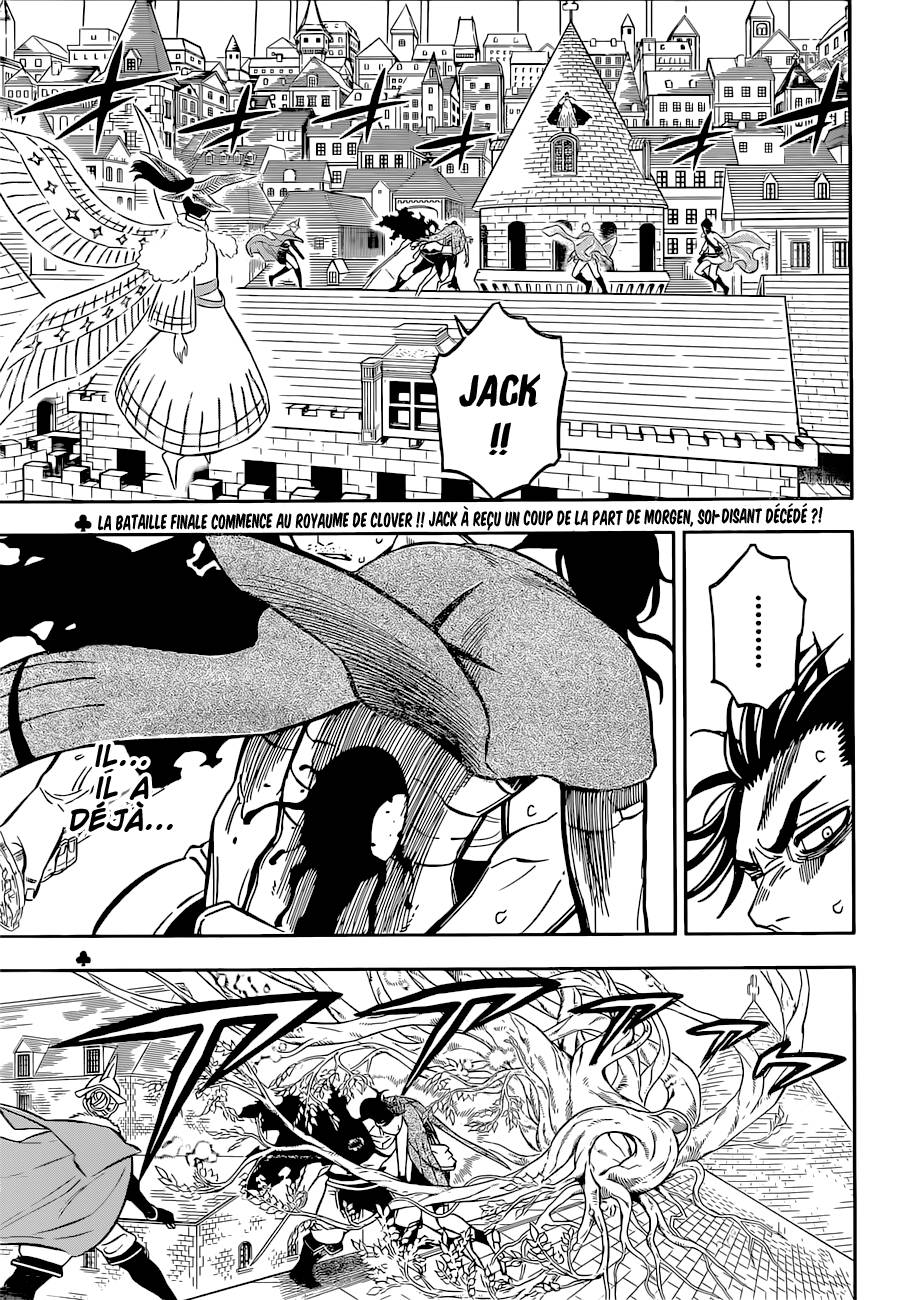 JACK
!!
♣ LA BATAILLE FINALE COMMENCE AU ROYAUME DE CLOVER !! JACK À REÇU UN COUP DE LA PART DE MORGEN, SOI-DISANT DÉCÉDÉ ?!
.........
IL...
IL A
DÉJÀ...